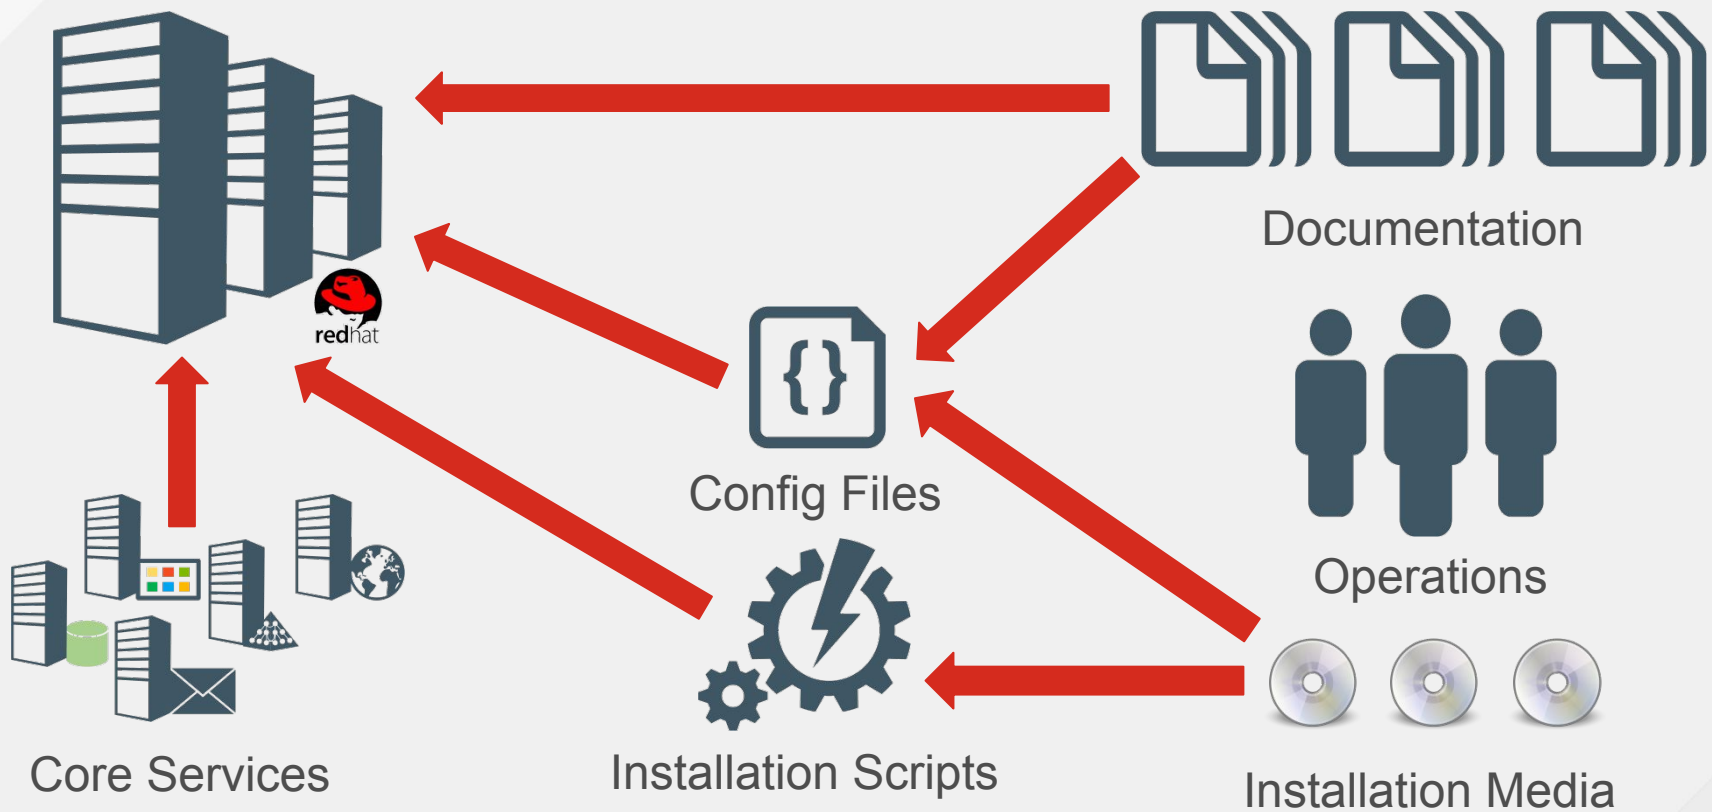 Documentation
redhat
{}
Config Files
Operations
Core Services
Installation Scripts
Installation Media